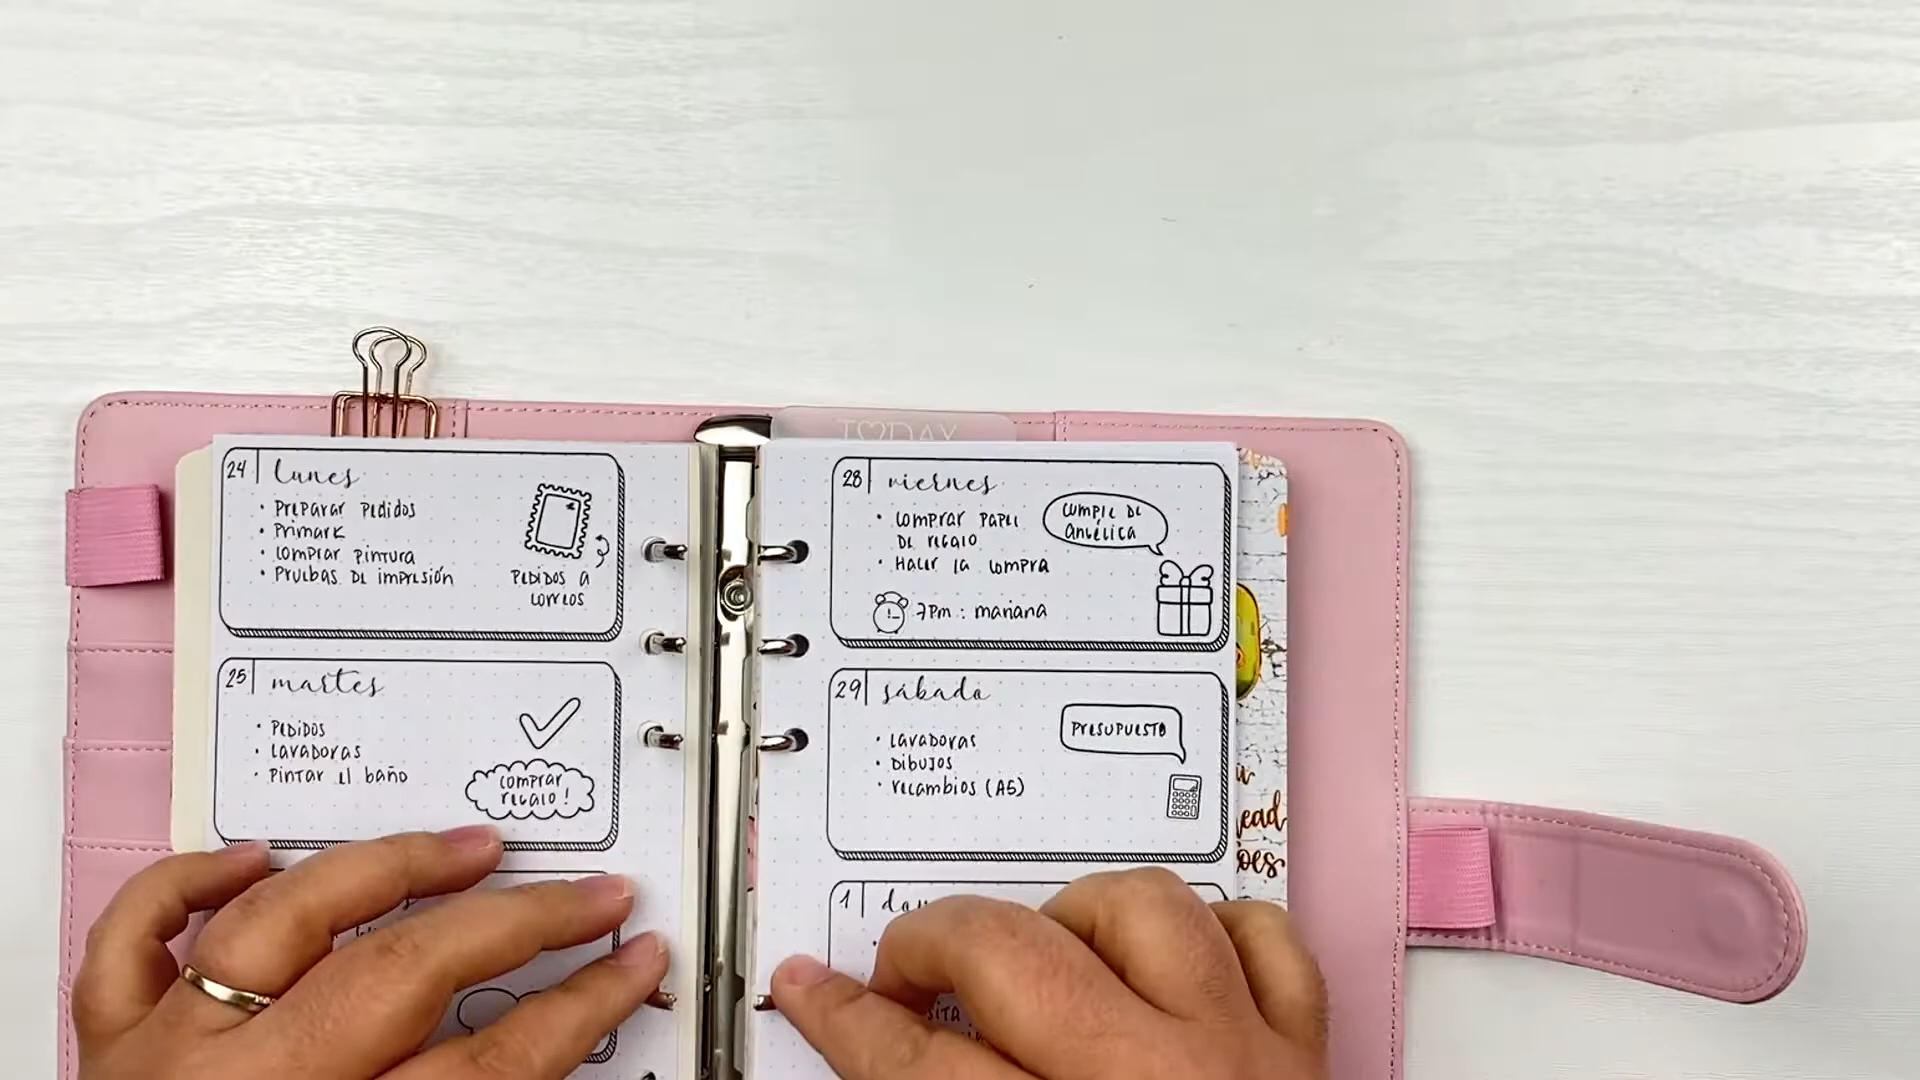 TODAY
24 lunes
• Preparar pedidos
• Primark
• Comprar pintura
• Pruebas de impresión
Pedidos a
correos
25 martes
• Pedidos
• Lavadoras
• Pintar el baño
Comprar
regalo!
28 viernes
• Comprar papel
de regalo
• Hacer la compra
7pm: mariana
Cumple de
Angélica
29 sábado
• Lavadoras
• Dibujos
• recambios (A5)
Presupuesto
1